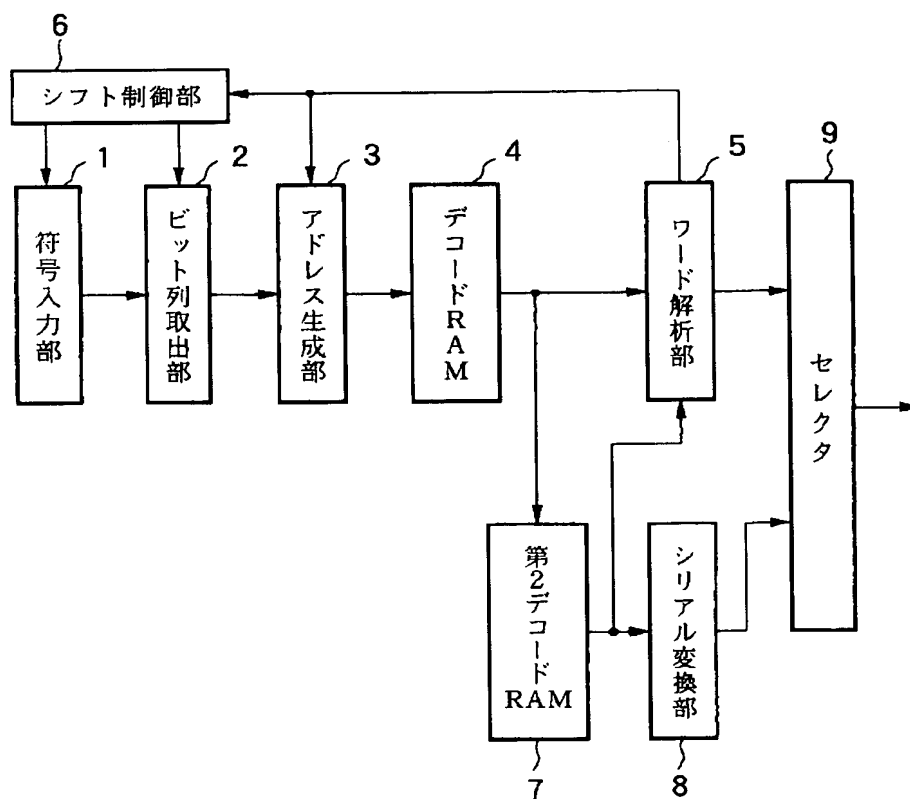 6
シフト制御部
1
2
3
4
5
9
符号入力部
ビット列取出部
アドレス生成部
デコードRAM
ワード解析部
セレクタ
第2デコード
RAM
シリアル変換部
7
8